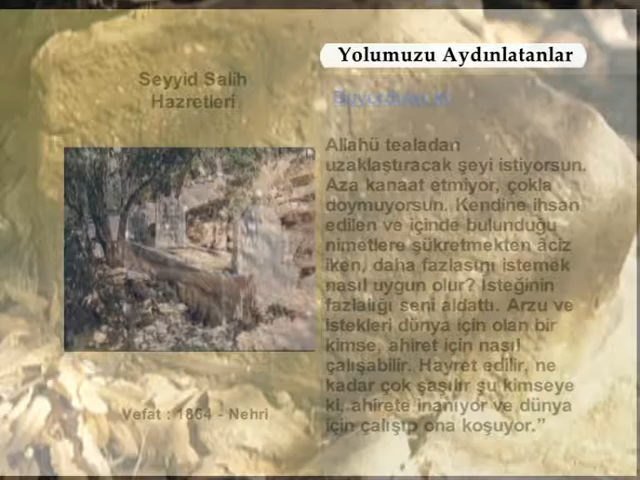 Yolumuzu Aydınlatanlar
Seyyid Salih
Hazretleri
Buyurdular ki
Allahü tealadan
uzaklaştıracak şeyi istiyorsun.
Aza kanaat etmiyor, çokla
doymuyorsun. Kendine ihsan
edilen ve içinde bulunduğu
nimetlere şükretmekten âciz
iken, daha fazlasını istemek
nasıl uygun olur? İsteğinin
fazlalığı seni aldattı. Arzu ve
istekleri dünya için olan bir
kimse, ahiret için nasıl
çalışabilir. Hayret edilir, ne
kadar çok şaşılır şu kimseye
ki, ahirete inanıyor ve dünya
için çalışıp ona koşuyor.”
Vefat : 1864 - Nehri